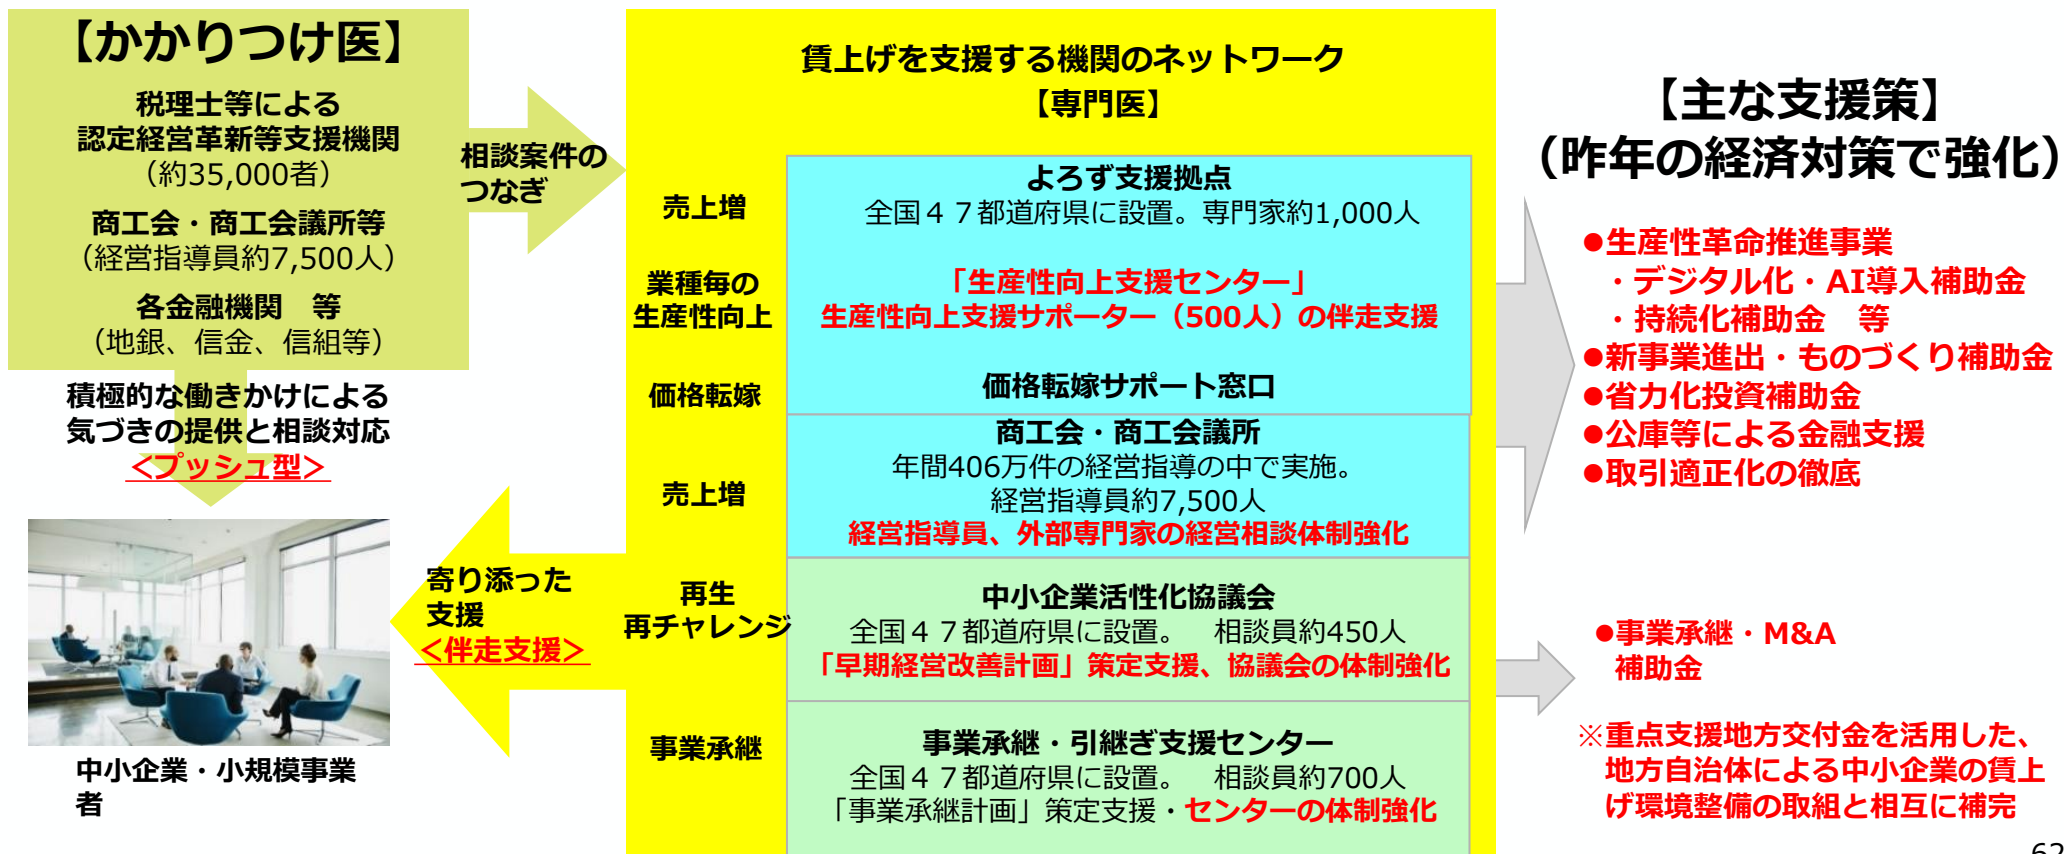 【かかりつけ医】
税理士等による
認定経営革新等支援機関
（約35,000者）
商工会・商工会議所等
（経営指導員約7,500人）
各金融機関　等
（地銀、信金、信組等）
積極的な働きかけによる
気づきの提供と相談対応
<プッシュ型>
中小企業・小規模事業
者
相談案件の
つなぎ
寄り添った
支援
<伴走支援>
賃上げを支援する機関のネットワーク
【専門医】
売上増
よろず支援拠点
全国４７都道府県に設置。専門家約1,000人
業種毎の
生産性向上
「生産性向上支援センター」
生産性向上支援サポーター（500人）の伴走支援
価格転嫁
価格転嫁サポート窓口
売上増
商工会・商工会議所
年間406万件の経営指導の中で実施。
経営指導員約7,500人
経営指導員、外部専門家の経営相談体制強化
再生
再チャレンジ
中小企業活性化協議会
全国４７都道府県に設置。　相談員約450人
「早期経営改善計画」策定支援、協議会の体制強化
事業承継
事業承継・引継ぎ支援センター
全国４７都道府県に設置。　相談員約700人
「事業承継計画」策定支援・センターの体制強化
【主な支援策】
（昨年の経済対策で強化）
●生産性革命推進事業
・デジタル化・AI導入補助金
・持続化補助金　等
●新事業進出・ものづくり補助金
●省力化投資補助金
●公庫等による金融支援
●取引適正化の徹底
●事業承継・M&A
補助金
※重点支援地方交付金を活用した、
地方自治体による中小企業の賃上
げ環境整備の取組と相互に補完
62